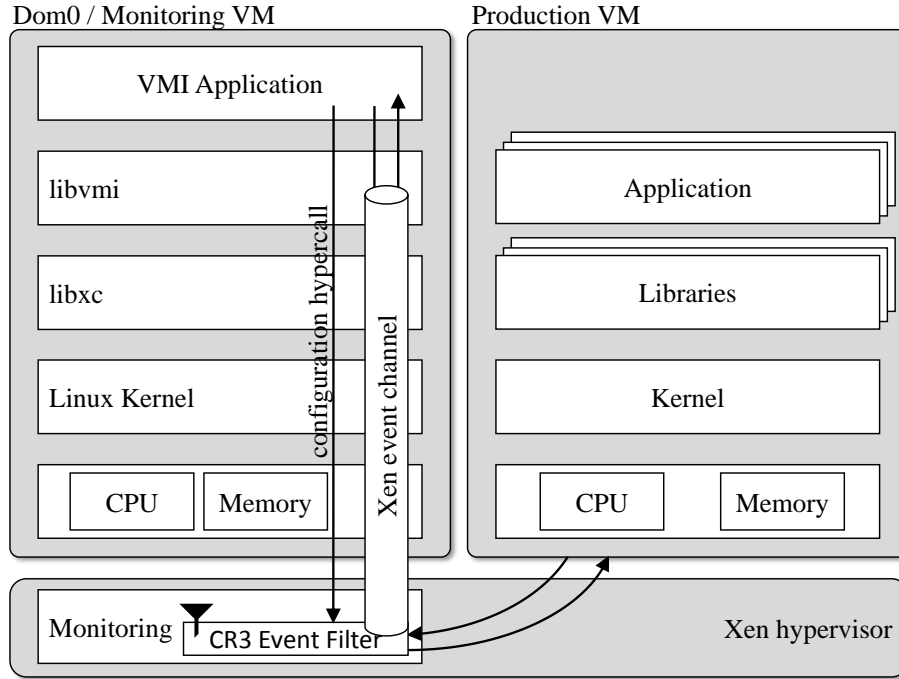 Dom0 / Monitoring VM
VMI Application
libvmi
libxc
Linux Kernel
CPU
Memory
configuration hypercall
Xen event channel
Production VM
Application
Libraries
Kernel
CPU
Memory
Monitoring
CR3 Event Filter
Xen hypervisor